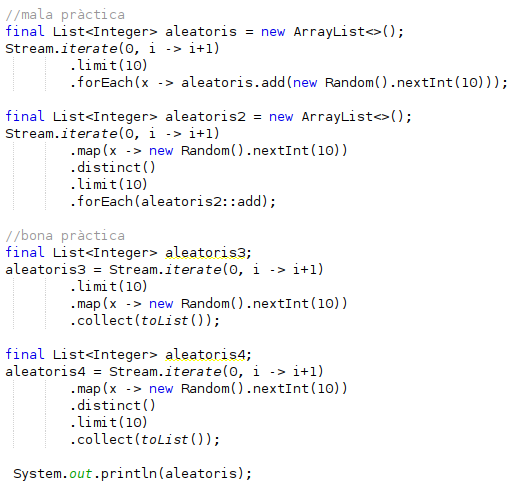 //mala pràctica
final List<Integer> aleatoris = new ArrayList<>();
Stream.iterate(0, i -> i+1)
.limit(10)
.forEach(x -> aleatoris.add(new Random().nextInt(10)));
final List<Integer> aleatoris2 = new ArrayList<>();
Stream.iterate(0, i -> i+1)
.map(x -> new Random().nextInt(10))
.distinct()
.limit(10)
.forEach(aleatoris2::add);
//bona pràctica
final List<Integer> aleatoris3;
aleatoris3 = Stream.iterate(0, i -> i+1)
.limit(10)
.map(x -> new Random().nextInt(10))
.collect(toList());
final List<Integer> aleatoris4;
aleatoris4 = Stream.iterate(0, i -> i+1)
.map(x -> new Random().nextInt(10))
.distinct()
.limit(10)
.collect(toList());
System.out.println(aleatoris);